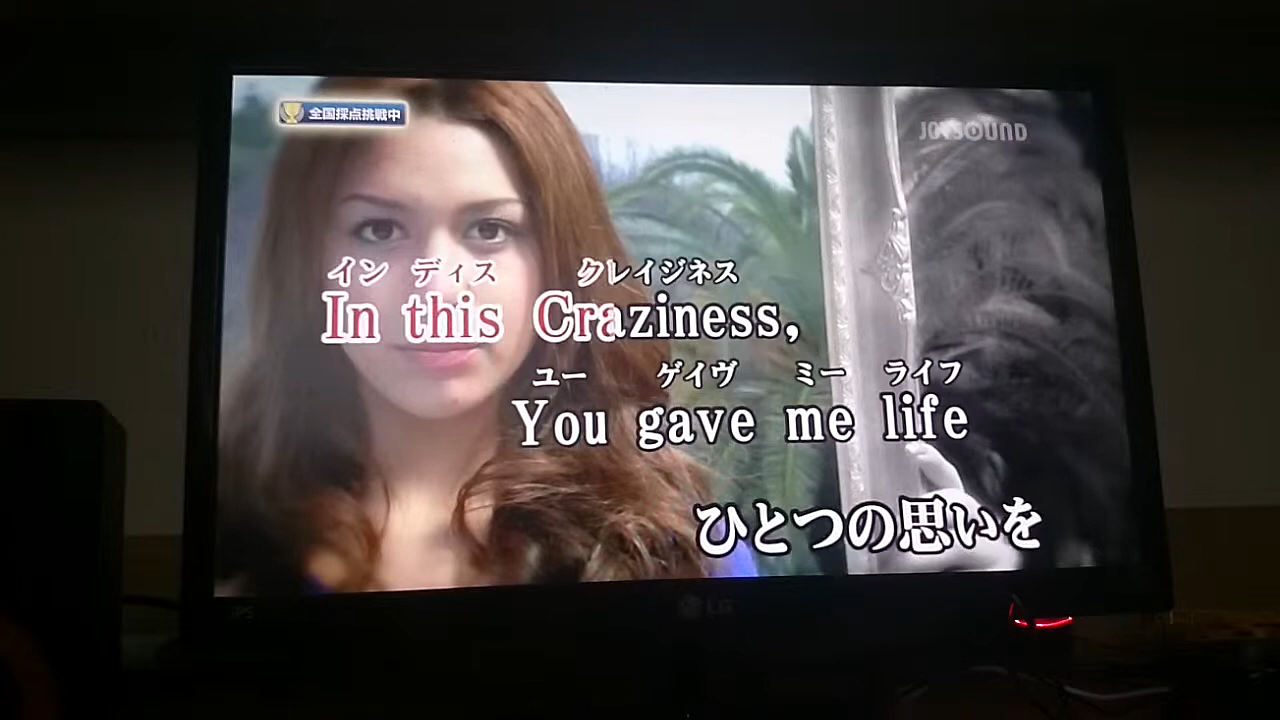 全国採点挑戦中
JOYSOUND
イン ディス クレイジネス
In this Craziness,
ユー ゲイヴ ミー ライフ
You gave me life
ひとつの思いを
IPS
LG